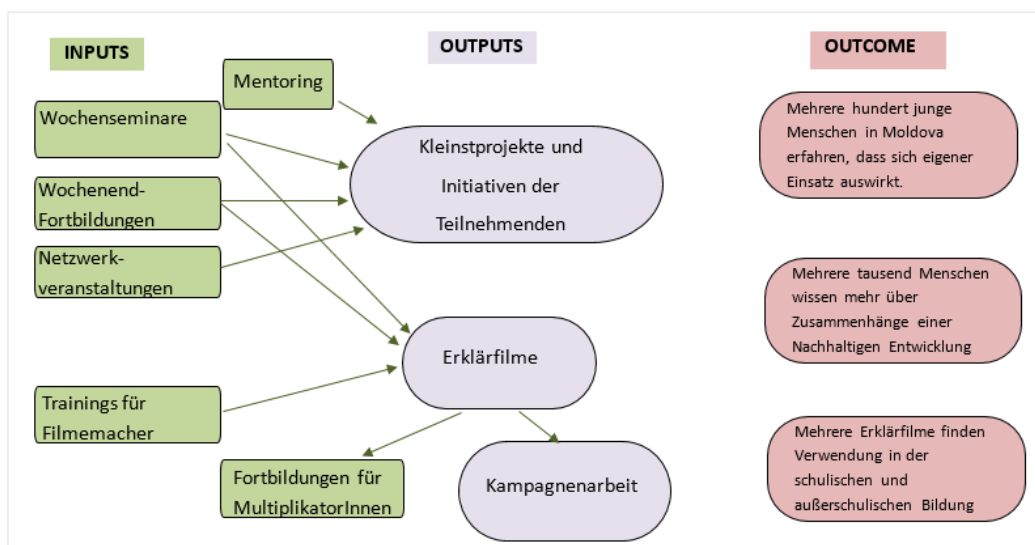 INPUTS
OUTPUTS
OUTCOME
Mentoring
Wochenseminare
Wochenend-
Fortbildungen
Netzwerk-
veranstaltungen
Trainings für
Filmemacher
Fortbildungen für
MultiplikatorInnen
Kleinstprojekte und
Initiativen der
Teilnehmenden
Erklärfilme
Kampagnenarbeit
Mehrere hundert junge
Menschen in Moldova
erfahren, dass sich eigener
Einsatz auswirkt.
Mehrere tausend Menschen
wissen mehr über
Zusammenhänge einer
Nachhaltigen Entwicklung
Mehrere Erklärfilme finden
Verwendung in der
schulischen und
außerschulischen Bildung